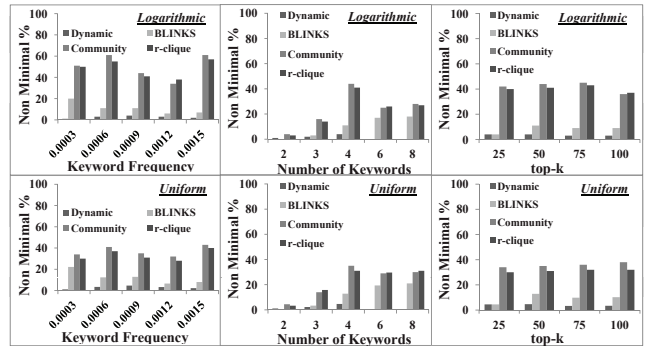 Logarithmic
Non Minimal %
100
80
60
40
20
0
Dynamic
BLINKS
Community
r-clique
0.0003
0.0006
0.0009
0.0012
0.0015
Keyword Frequency
Logarithmic
Non Minimal %
100
80
60
40
20
0
Dynamic
BLINKS
Community
r-clique
2
3
4
6
8
Number of Keywords
Logarithmic
Non Minimal %
100
80
60
40
20
0
Dynamic
BLINKS
Community
r-clique
25
50
75
100
top-k
Uniform
Non Minimal %
100
80
60
40
20
0
Dynamic
BLINKS
Community
r-clique
0.0003
0.0006
0.0009
0.0012
0.0015
Keyword Frequency
Uniform
Non Minimal %
100
80
60
40
20
0
Dynamic
BLINKS
Community
r-clique
2
3
4
6
8
Number of Keywords
Uniform
Non Minimal %
100
80
60
40
20
0
Dynamic
BLINKS
Community
r-clique
25
50
75
100
top-k